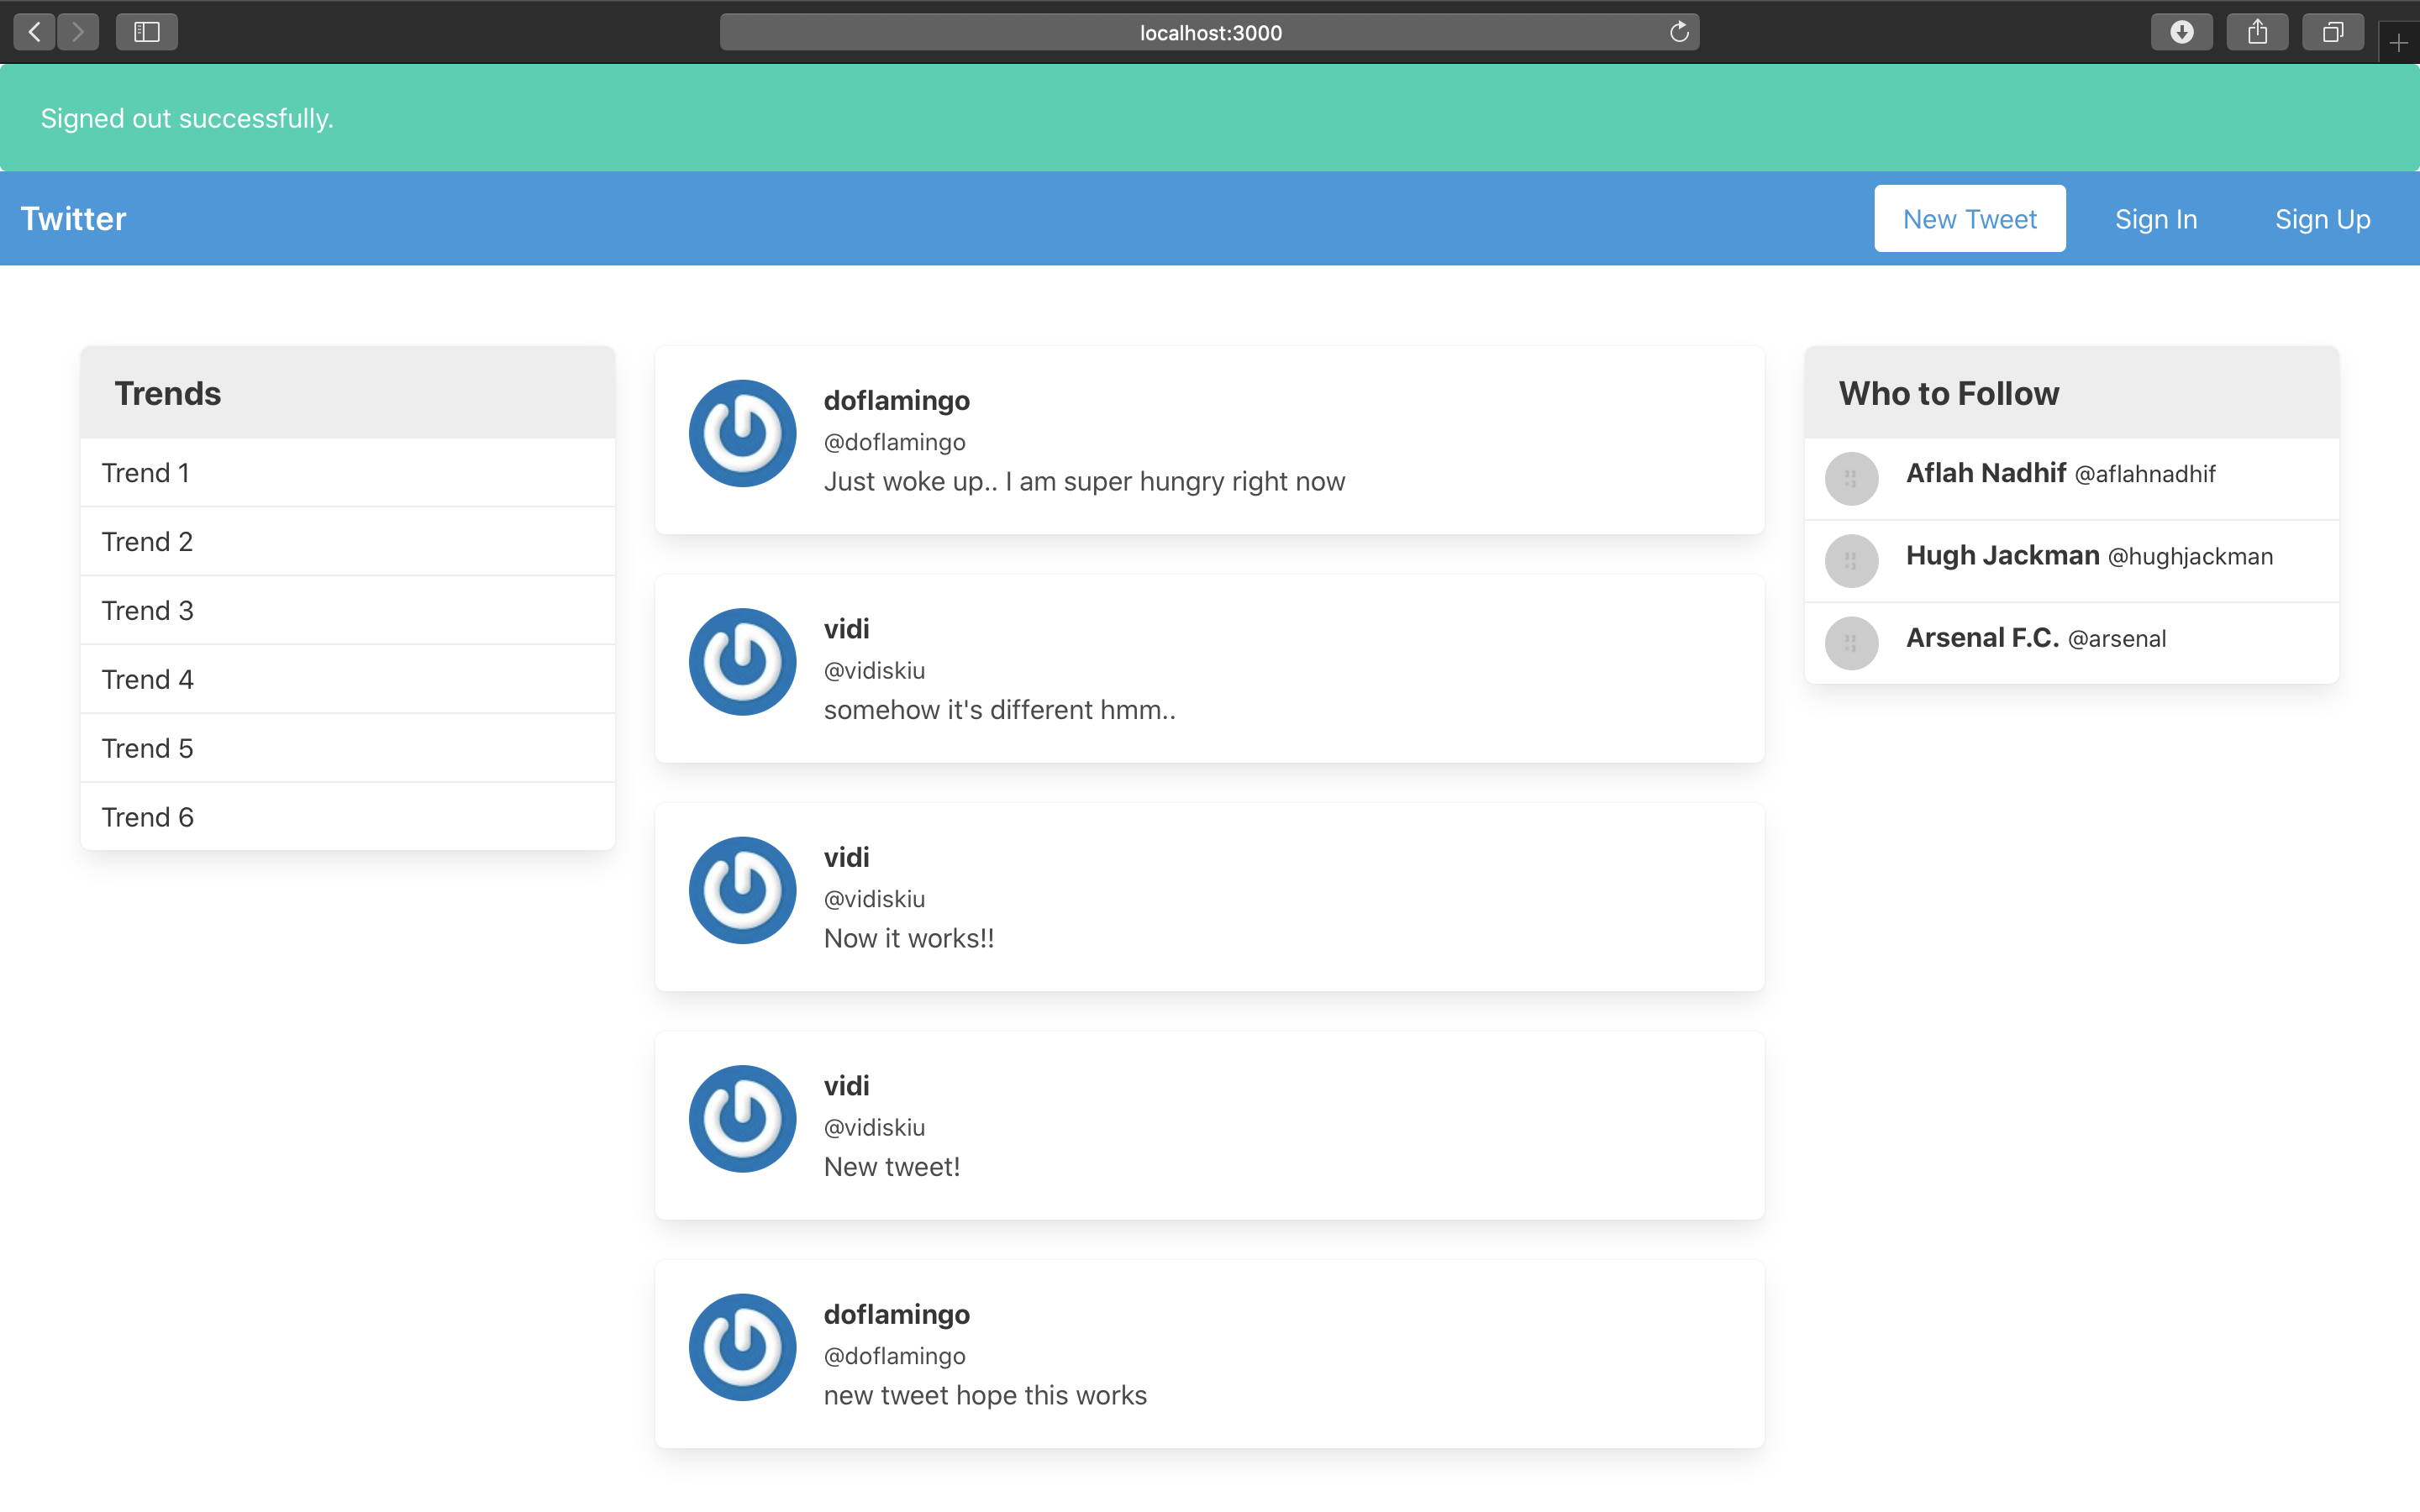 localhost:3000
Signed out successfully.
Twitter
New Tweet
Sign In
Sign Up
Trends
Trend 1
Trend 2
Trend 3
Trend 4
Trend 5
Trend 6
doflamingo
@doflamingo
Just woke up.. I am super hungry right now
vidi
@vidiskiu
somehow it's different hmm..
vidi
@vidiskiu
Now it works!!
vidi
@vidiskiu
New tweet!
doflamingo
@doflamingo
new tweet hope this works
Who to Follow
Aflah Nadhif @aflahnadhif
Hugh Jackman @hughjackman
Arsenal F.C. @arsenal